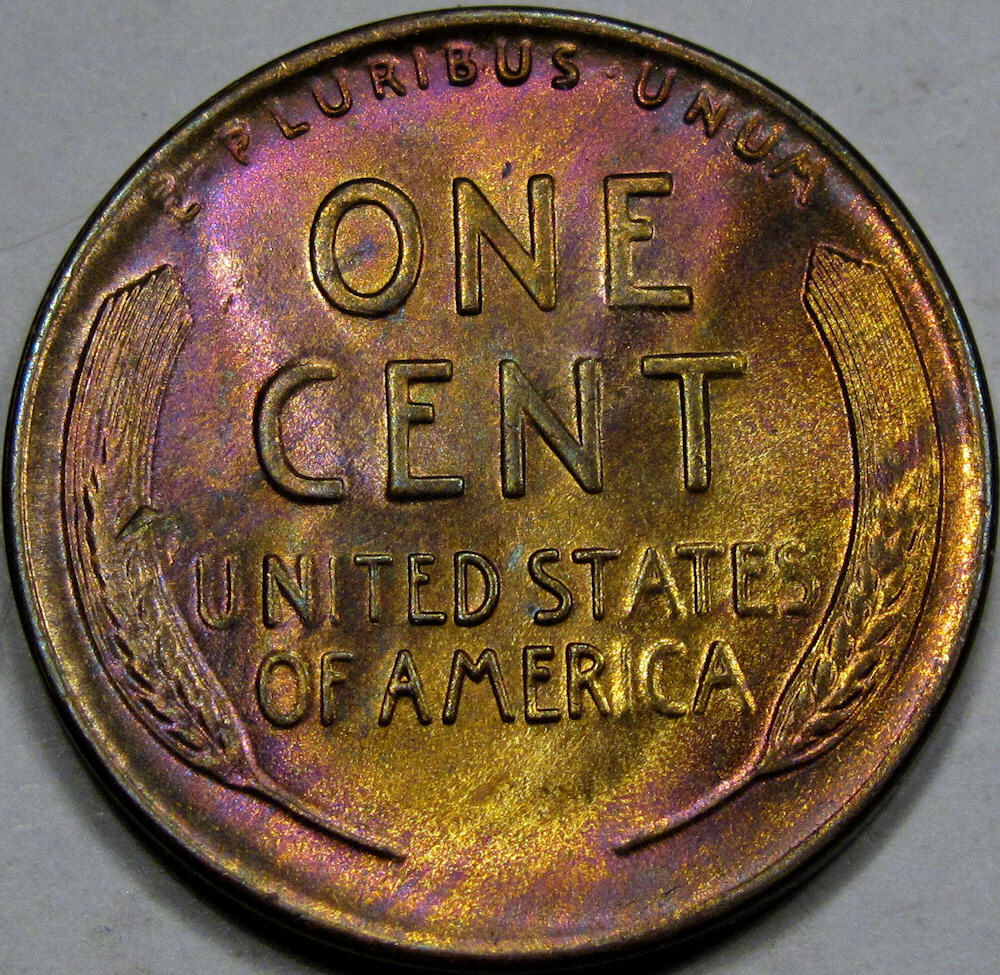 E PLURIBUS · UNUM
ONE
CENT
UNITED STATES
OF AMERICA